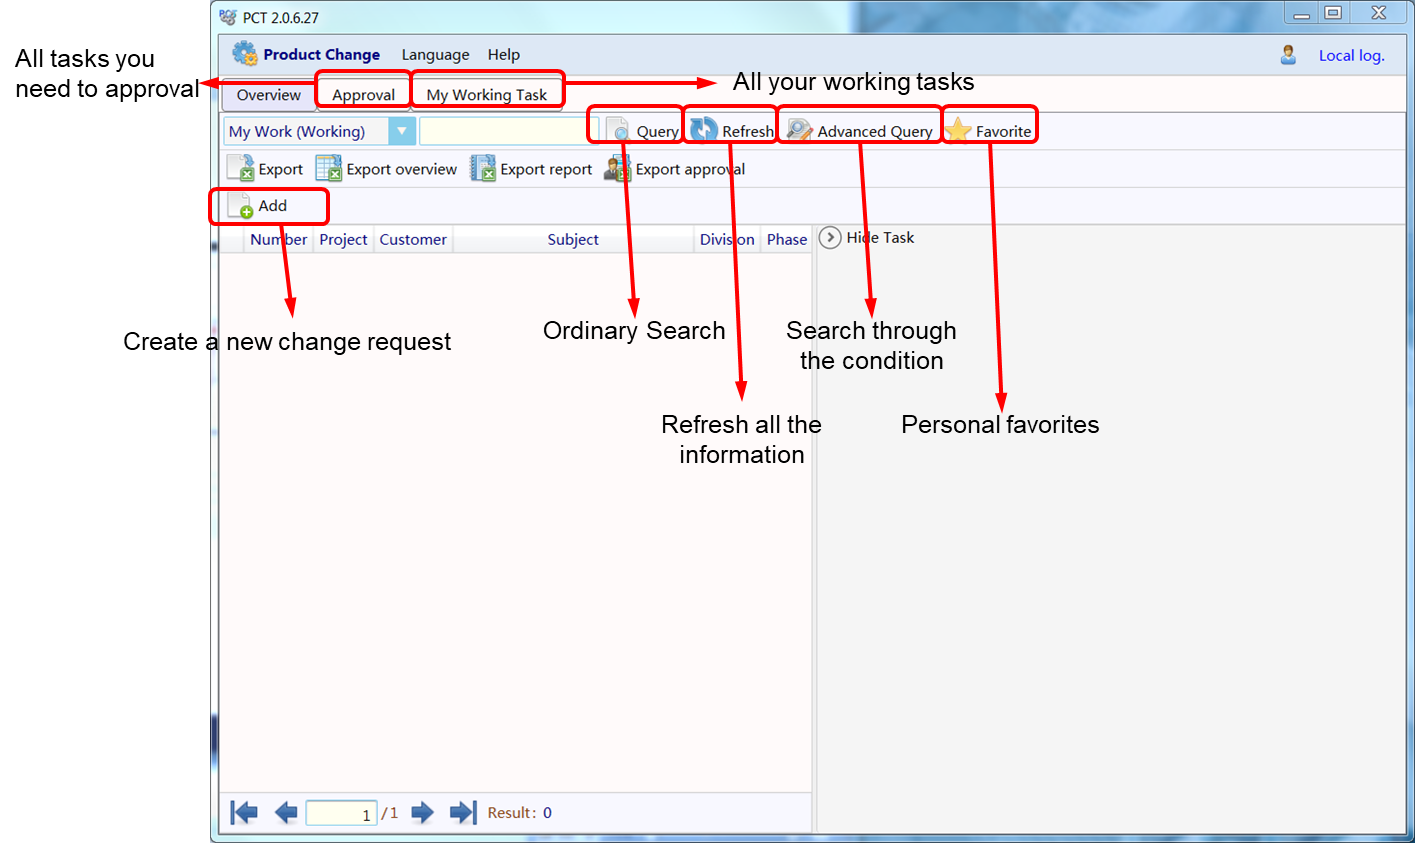 PCT 2.0.6.27
Product Change Language Help
Local log.
All tasks you
need to approval
Overview Approval My Working Task
All your working tasks
My Work (Working) Query Refresh Advanced Query Favorite
Export Export overview Export report Export approval
Add
Number Project Customer Subject Division Phase Hide Task
Create a new change request
Ordinary Search
Search through
the condition
Refresh all the
information
Personal favorites
1 /1 Result: 0